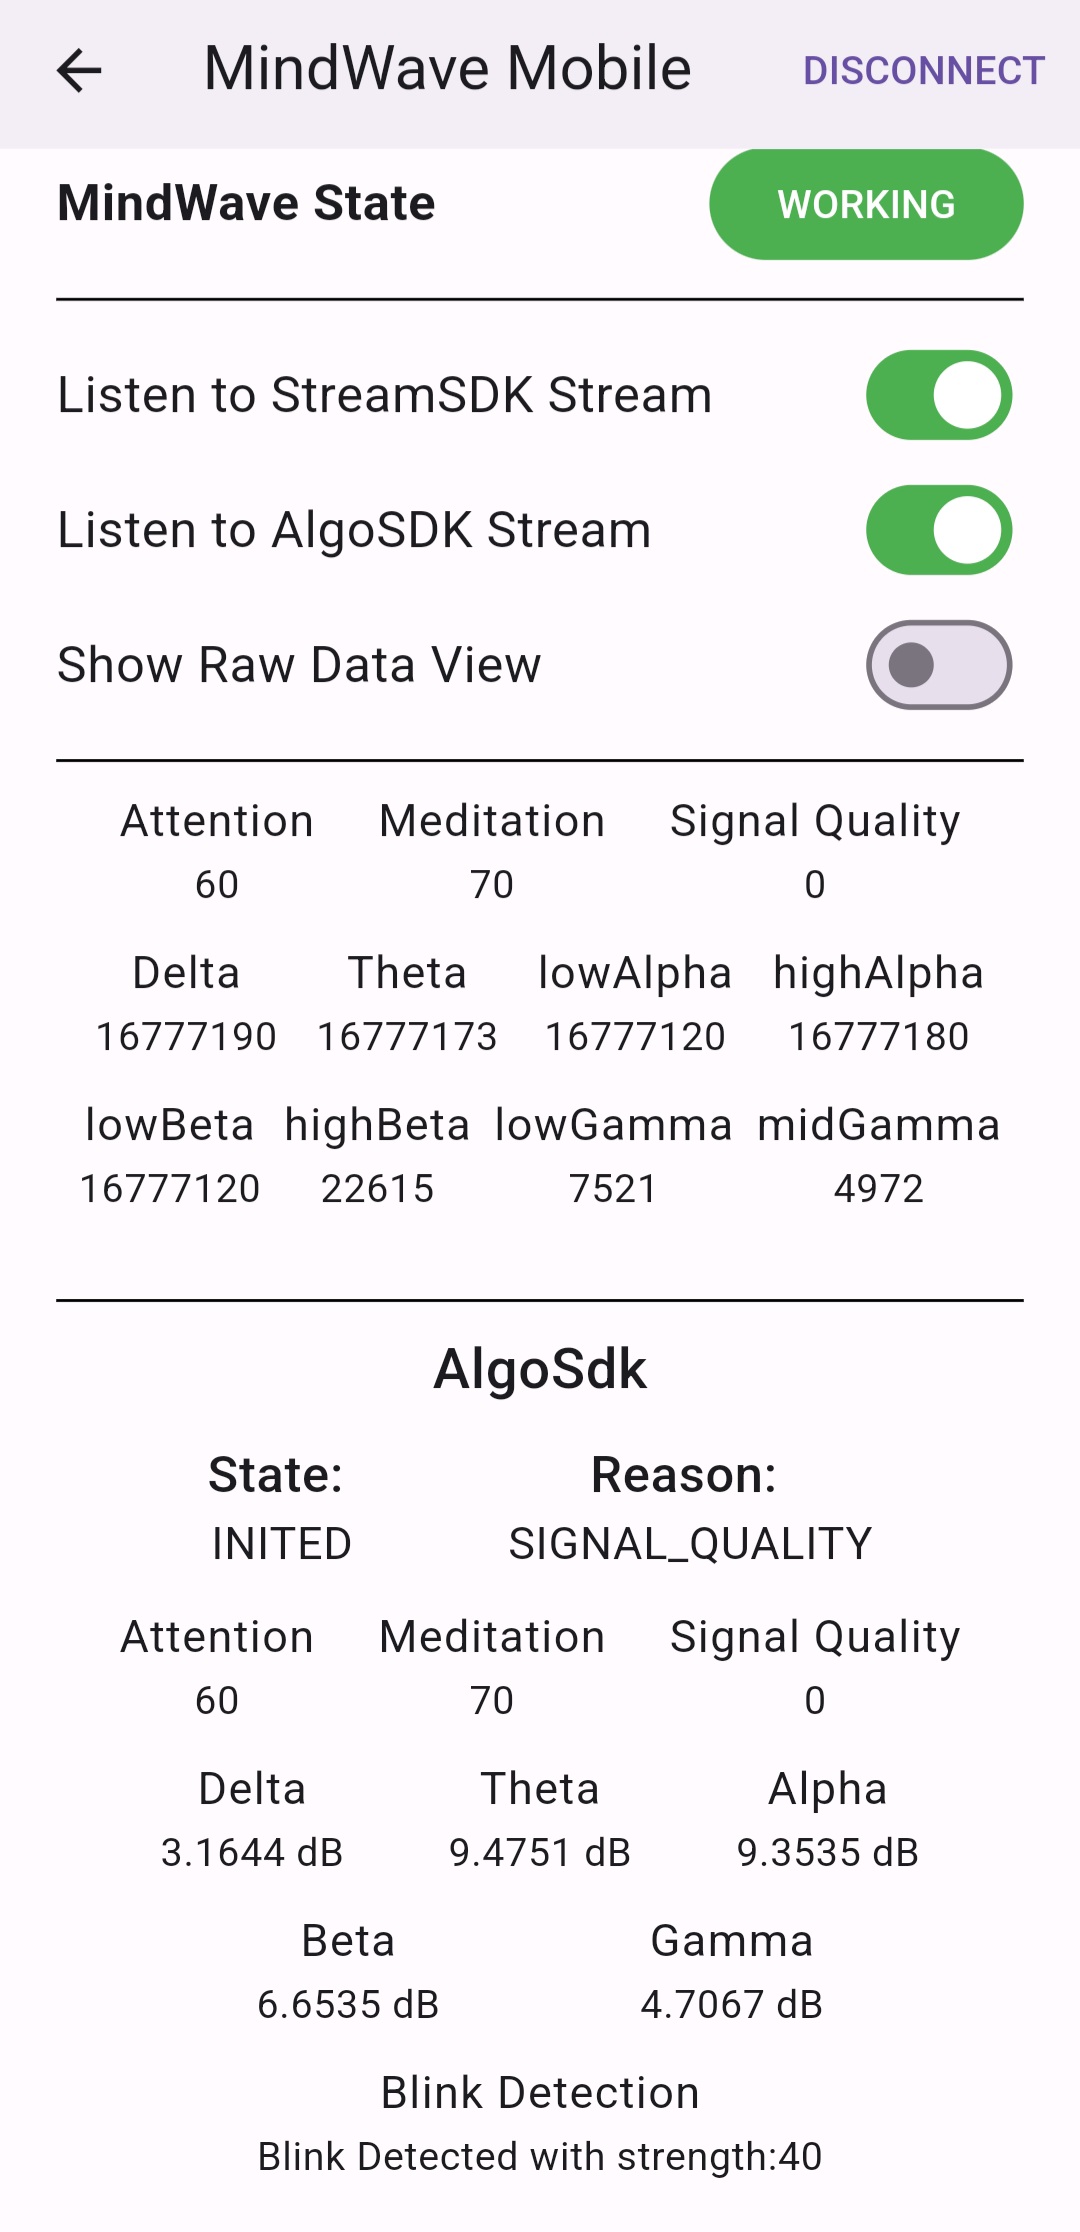 MindWave Mobile DISCONNECT
MindWave State WORKING
Listen to StreamSDK Stream
Listen to AlgoSDK Stream
Show Raw Data View
Attention Meditation Signal Quality
60 70 0
Delta Theta lowAlpha highAlpha
16777190 16777173 16777120 16777180
lowBeta highBeta lowGamma midGamma
16777120 22615 7521 4972
AlgoSdk
State: Reason:
INITED SIGNAL_QUALITY
Attention Meditation Signal Quality
60 70 0
Delta Theta Alpha
3.1644 dB 9.4751 dB 9.3535 dB
Beta Gamma
6.6535 dB 4.7067 dB
Blink Detection
Blink Detected with strength:40